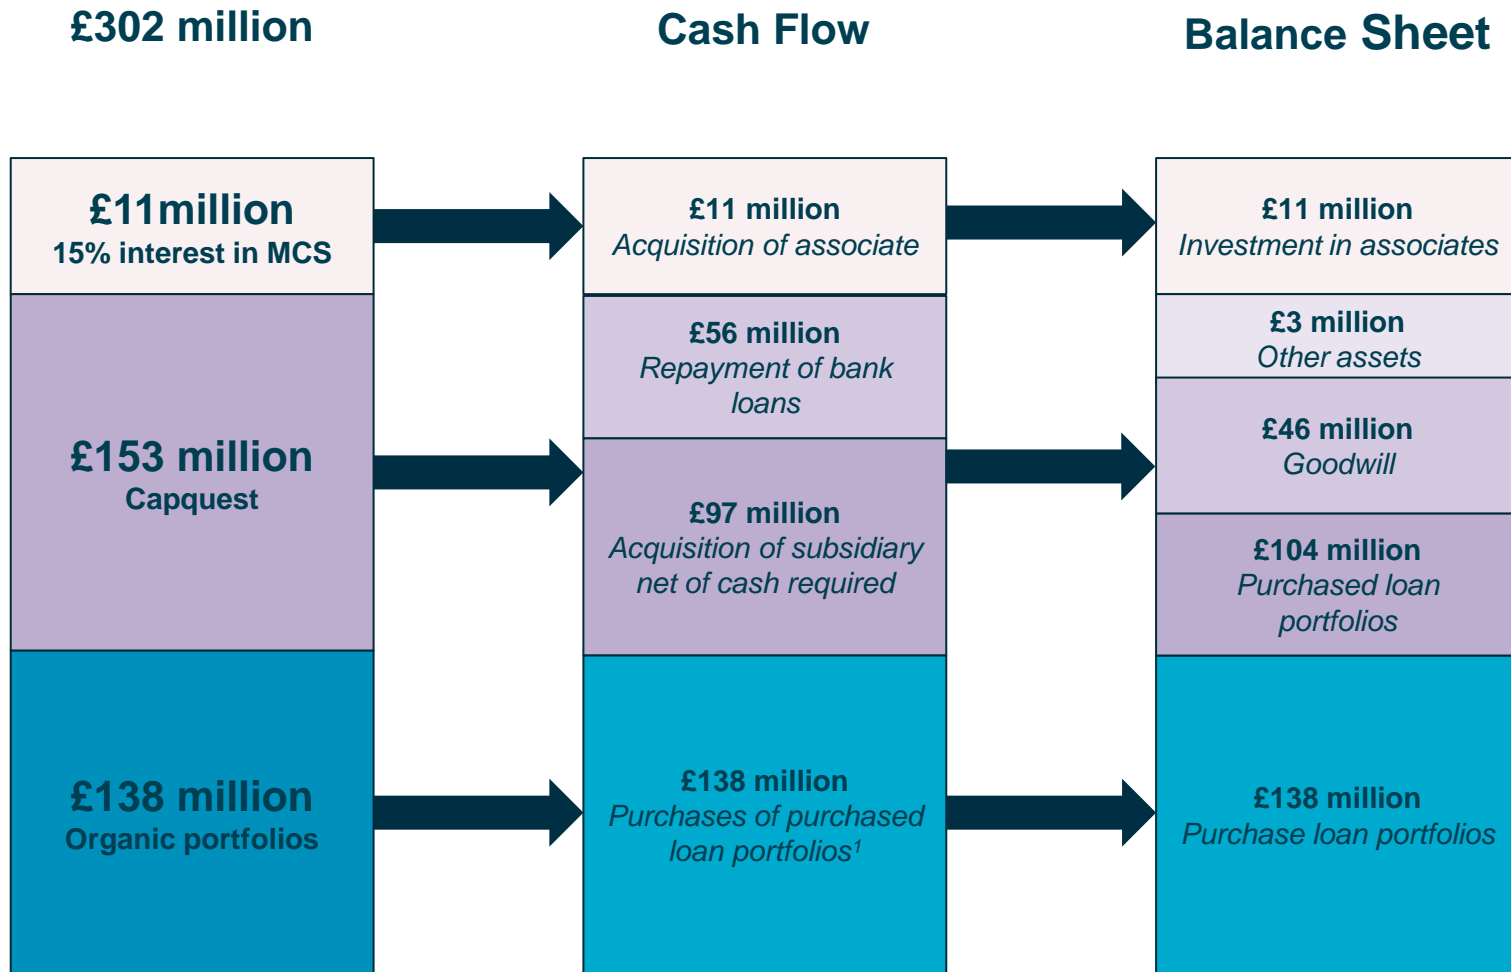 £302 million
Cash Flow
Balance Sheet
£11million
15% interest in MCS
£153 million
Capquest
£138 million
Organic portfolios
£11 million
Acquisition of associate
£56 million
Repayment of bank
loans
£97 million
Acquisition of subsidiary
net of cash required
£138 million
Purchases of purchased
loan portfolios¹
£11 million
Investment in associates
£3 million
Other assets
£46 million
Goodwill
£104 million
Purchased loan
portfolios
£138 million
Purchase loan portfolios